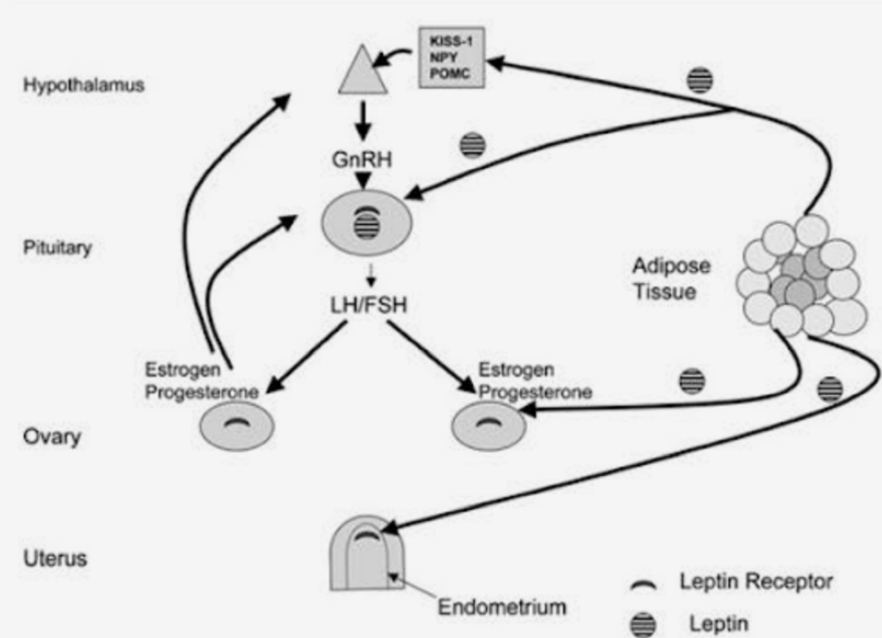 KISS-1
NPY
POMC
Hypothalamus
GnRH
Pituitary
Adipose
Tissue
LH/FSH
Estrogen
Progesterone
Estrogen
Progesterone
Ovary
Uterus
Endometrium
Leptin Receptor
Leptin